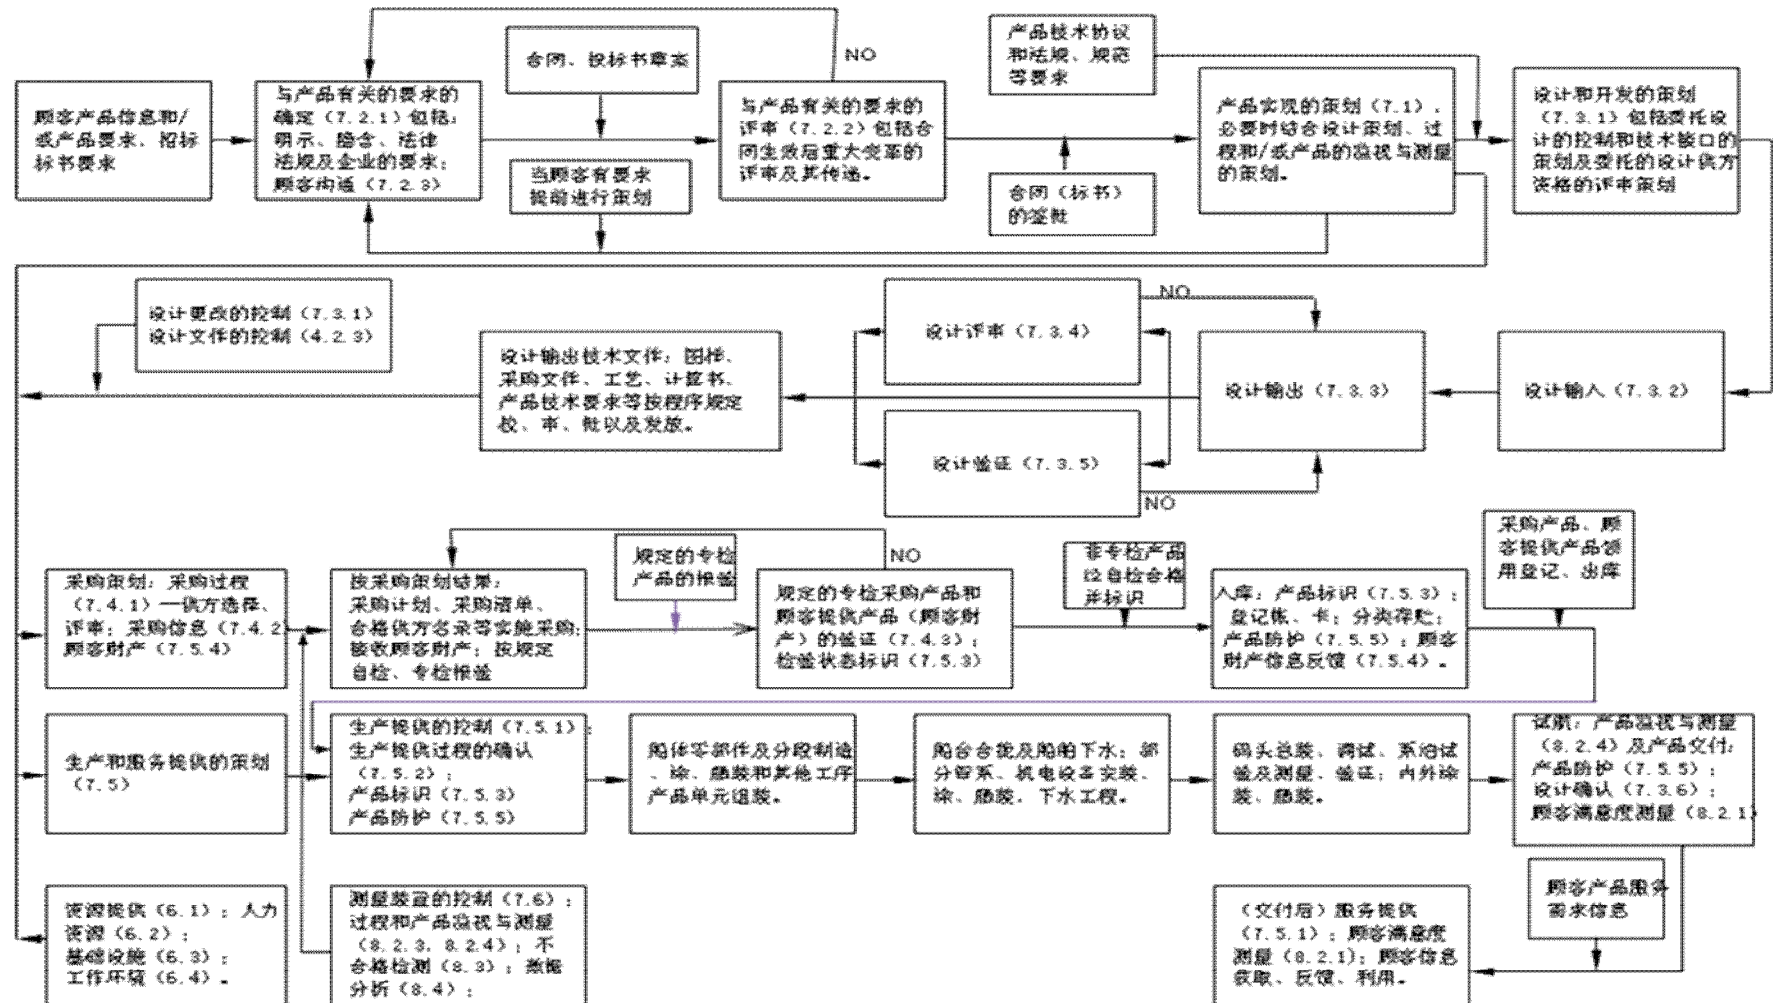 顾客产品信息和/
或产品要求、招标
标书要求
与产品有关的要求的
确定(7.2.1)包括:
明示、隐含、法律
法规及企业的要求;
顾客沟通(7.2.3)
合同、投标书草案
当顾客有要求
提前进行策划
NO
与产品有关的要求的
评审(7.2.2)包括合
同生效后重大变革的
评审及其传递。
产品技术协议
和法规、规范
等要求
合同(标书)
的签批
产品实现的策划(7.1),
必要时结合设计策划、过
程和/或产品的监视与测量
的策划。
设计和开发的策划
(7.3.1)包括委托设
计的控制和技术接口的
策划及委托的设计供方
资格的评审策划
设计更改的控制(7.3.1)
设计文件的控制(4.2.3)
设计输出技术文件:图样、
采购文件、工艺、计算书、
产品技术要求等按程序规定
校、审、批以及发放。
设计评审(7.3.4)
NO
设计验证(7.3.5)
NO
设计输出(7.3.3)
设计输入(7.3.2)
采购策划:采购过程
(7.4.1)—供方选择、
评审;采购信息(7.4.2)
顾客财产(7.5.4)
按采购策划结果:
采购计划、采购清单、
合格供方名录等实施采购;
接收顾客财产;按规定
自检、专检报验
规定的专检
产品的报验
NO
规定的专检采购产品和
顾客提供产品(顾客财
产)的验证(7.4.3);
检验状态标识(7.5.3)
非专检产品
应自检合格
并标识
入库:产品标识(7.5.3);
登记帐、卡;分类存贮;
产品防护(7.5.5);顾客
财产信息反馈(7.5.4)。
采购产品、顾
客提供产品领
用登记、出库
生产和服务提供的策划
(7.5)
生产提供的控制(7.5.1);
生产提供过程的确认
(7.5.2);
产品标识(7.5.3)
产品防护(7.5.5)
船体零部件及分段制造
、涂、舾装和其他工序
产品单元组装。
船台合拢及船舶下水;部
分管系、机电设备安装、
涂、舾装、下水工程。
码头总装、调试、系泊试
验及测量、验证;内外涂
装、舾装。
试航:产品监视与测量
(8.2.4)及产品交付;
产品防护(7.5.5);
设计确认(7.3.6);
顾客满意度测量(8.2.1)
资源提供(6.1);人力
资源(6.2);
基础设施(6.3);
工作环境(6.4)。
测量装置的控制(7.6);
过程和产品监视与测量
(8.2.3、8.2.4);不
合格检测(8.3);数据
分析(8.4);
(交付后)服务提供
(7.5.1);顾客满意度
测量(8.2.1);顾客信息
获取、反馈、利用。
顾客产品服务
需求信息